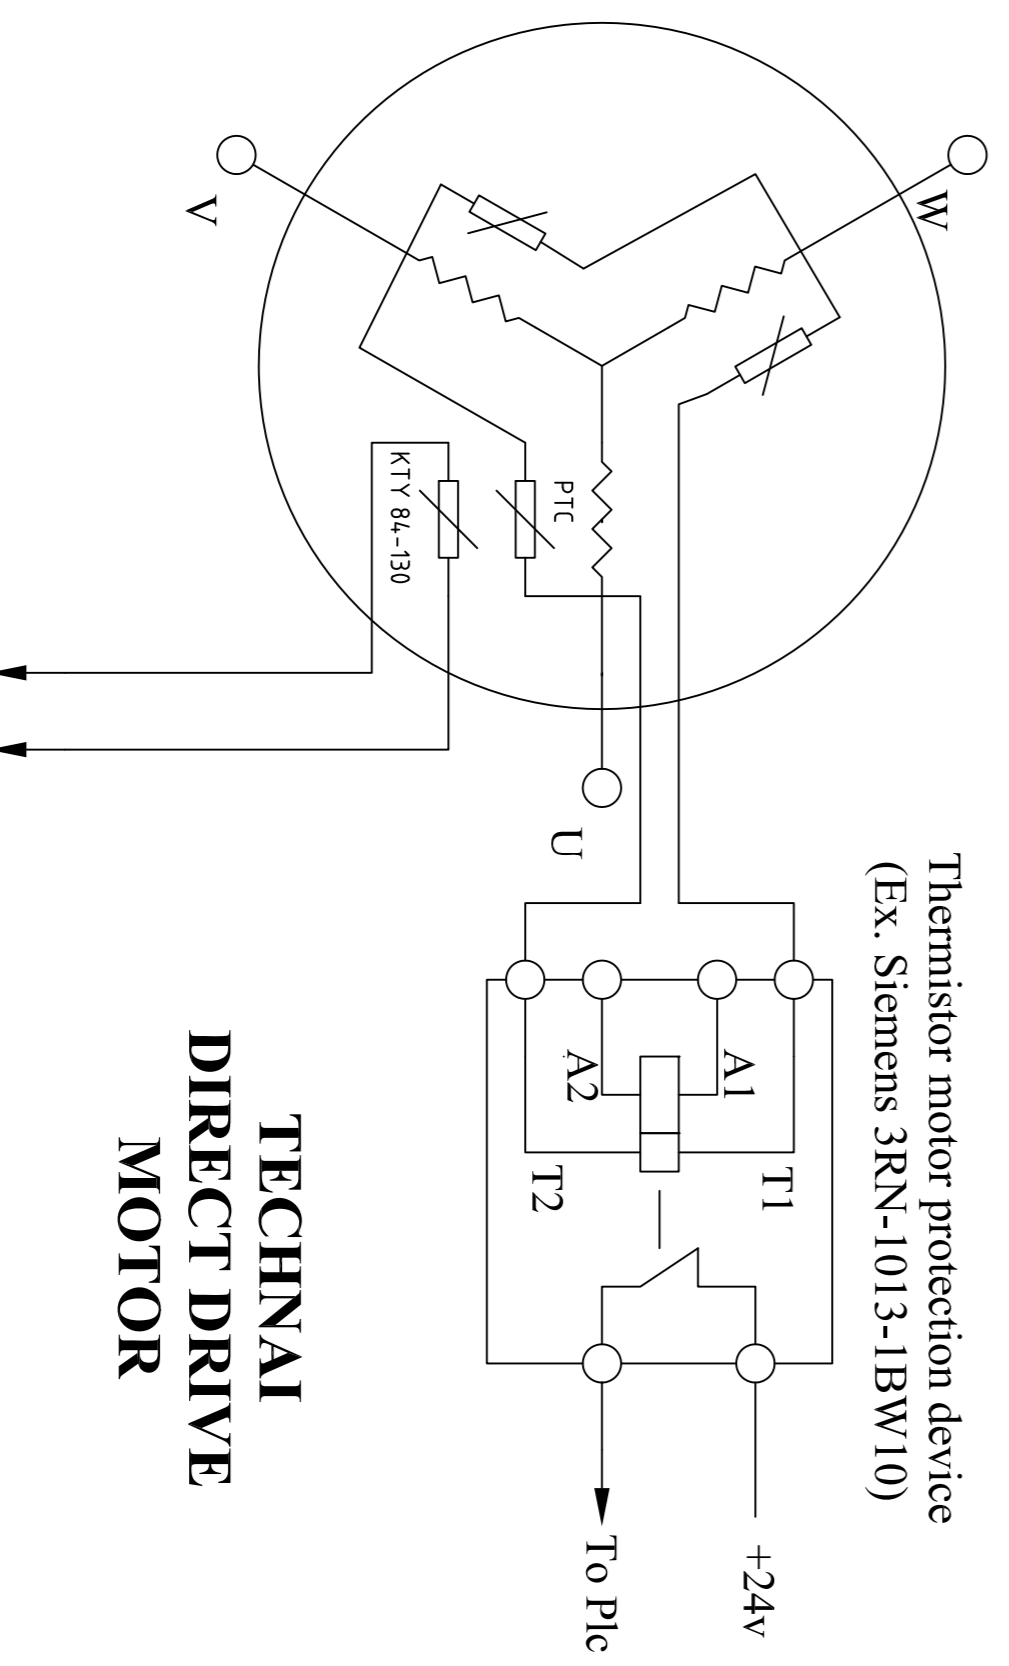 Thermistor motor protection device
(Ex. Siemens 3RN-1013-1BW10)
W
V
U
PTC
KTY 84-130
A1
A2
T1
T2
+24v
To Plc
TECHNAI
DIRECT DRIVE
MOTOR